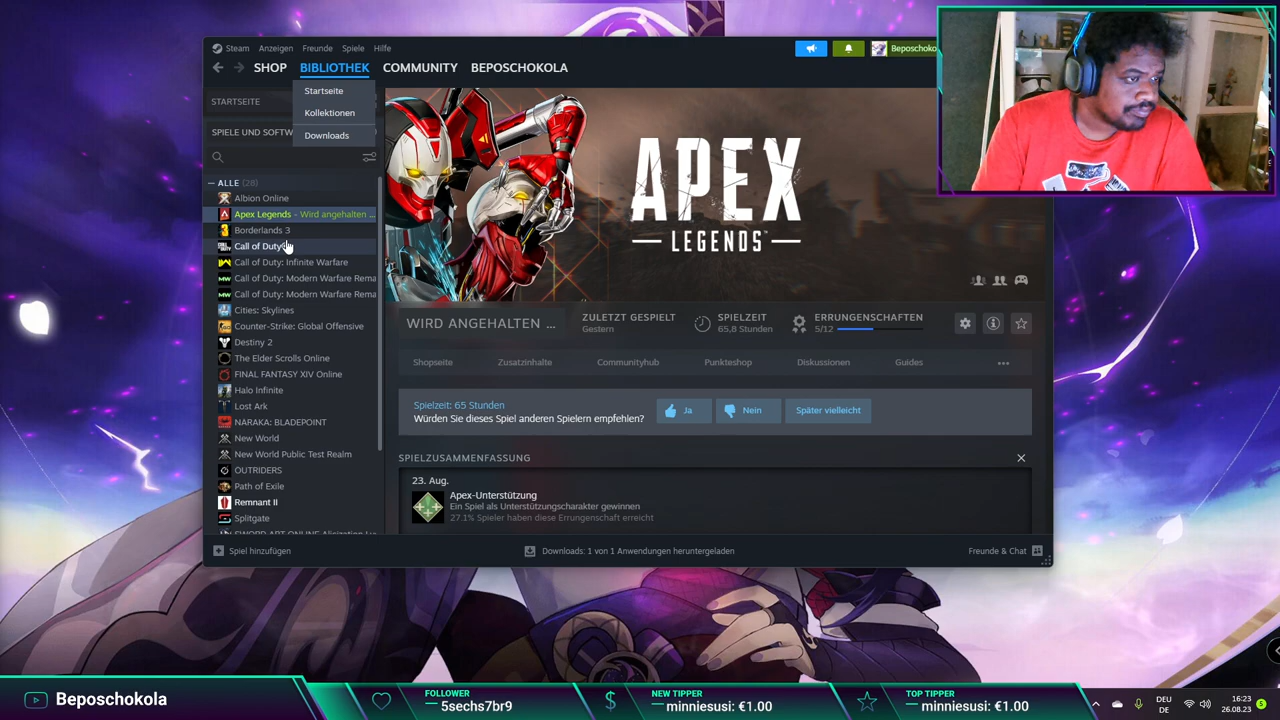 Steam Anzeigen Freunde Spiele Hilfe
SHOP BIBLIOTHEK COMMUNITY BEPOSCHOKOLA
Beposchoko
STARTSEITE
Startseite
Kollektionen
Downloads
SPIELE UND SOFTW
ALLE (28)
Albion Online
Apex Legends - Wird angehalten ...
Borderlands 3
Call of Duty
Call of Duty: Infinite Warfare
Call of Duty: Modern Warfare Rema
Call of Duty: Modern Warfare Rema
Cities: Skylines
Counter-Strike: Global Offensive
Destiny 2
The Elder Scrolls Online
FINAL FANTASY XIV Online
Halo Infinite
Lost Ark
NARAKA: BLADEPOINT
New World
New World Public Test Realm
OUTRIDERS
Path of Exile
Remnant II
Splitgate
APEX
LEGENDS™
WIRD ANGEHALTEN ...
ZULETZT GESPIELT
Gestern
SPIELZEIT
65,8 Stunden
ERRUNGENSCHAFTEN
5/12
Shopseite Zusatzinhalte Communityhub Punkteshop Diskussionen Guides ...
Spielzeit: 65 Stunden
Würden Sie dieses Spiel anderen Spielern empfehlen?
Ja Nein Später vielleicht
SPIELZUSAMMENFASSUNG
23. Aug.
Apex-Unterstützung
Ein Spiel als Unterstützungscharakter gewinnen
27.1% Spieler haben diese Errungenschaft erreicht
Spiel hinzufügen
Downloads: 1 von 1 Anwendungen heruntergeladen
Freunde & Chat
Beposchokola
FOLLOWER
5sechs7br9
NEW TIPPER
minniesusi: €1.00
TOP TIPPER
minniesusi: €1.00
DEU
DE
16:23
26.08.23
5